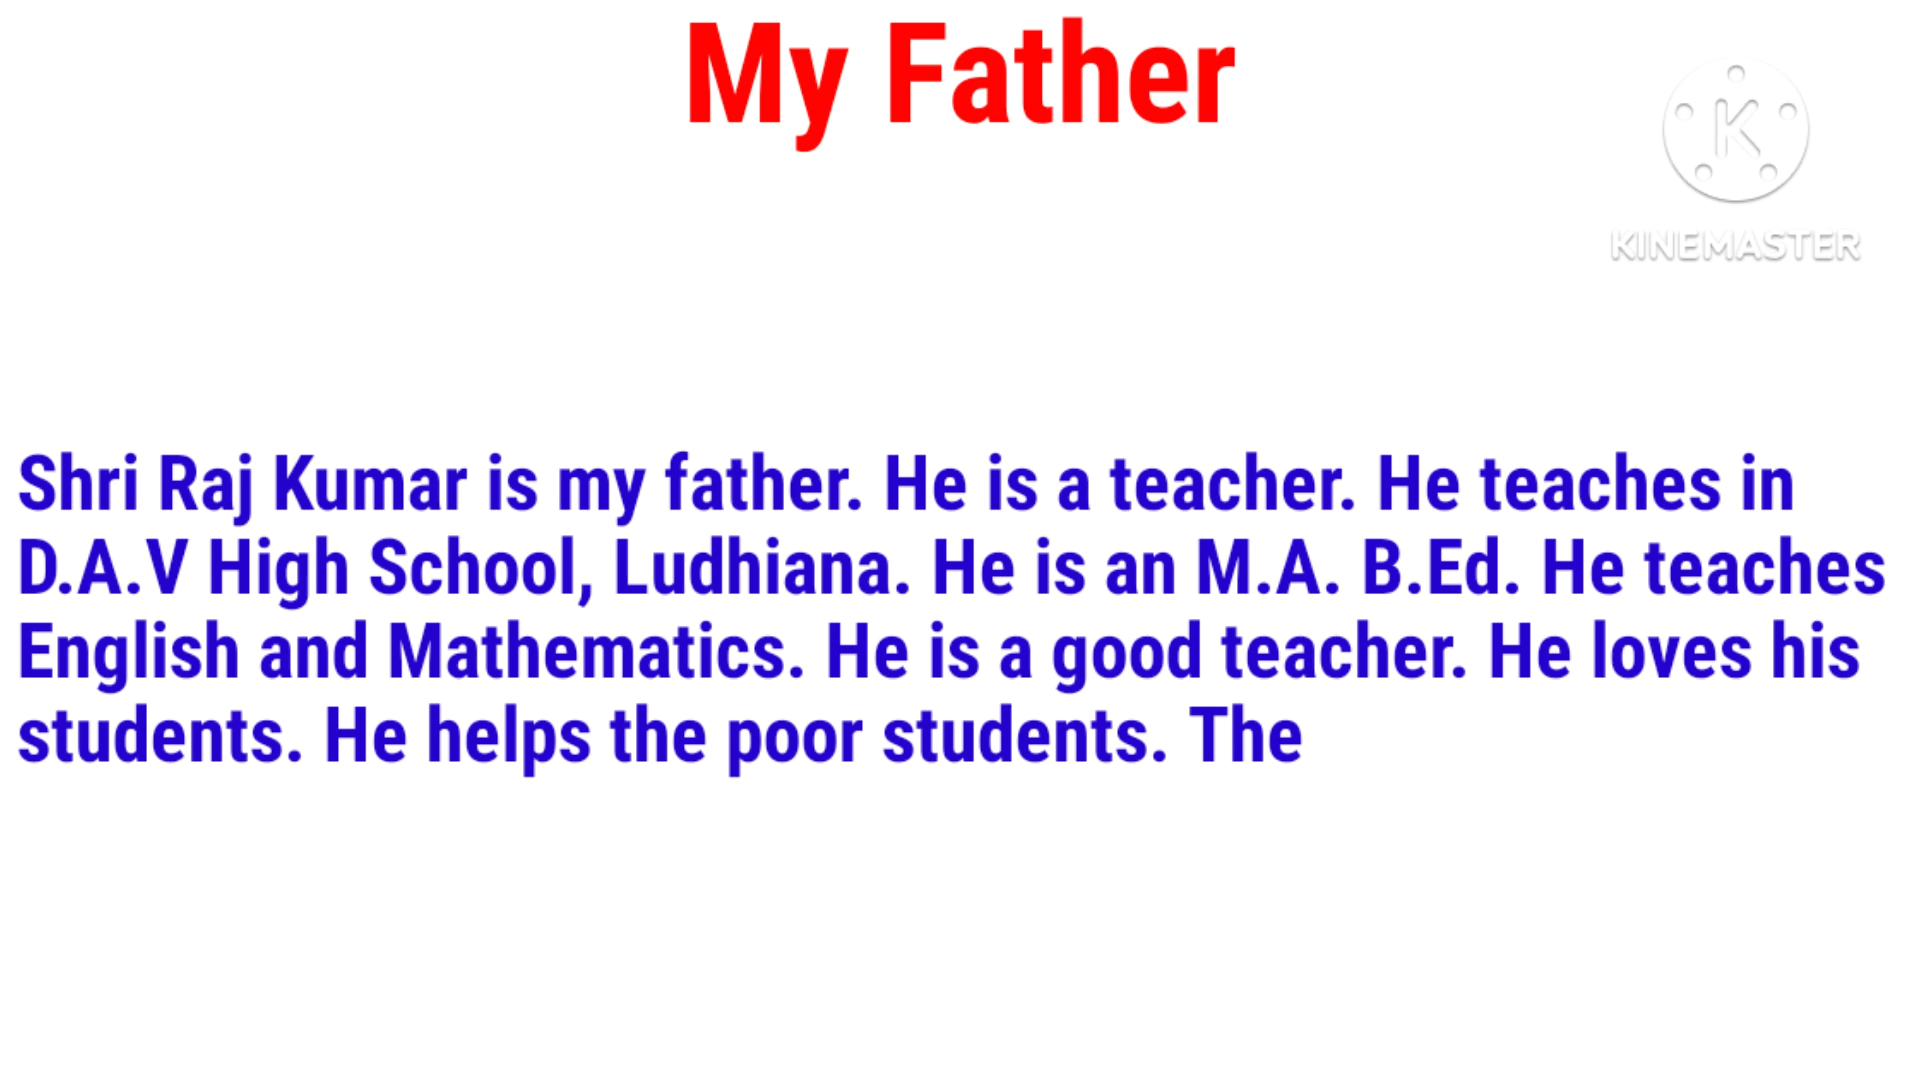 My Father
K
KINEMASTER
Shri Raj Kumar is my father. He is a teacher. He teaches in
D.A.V High School, Ludhiana. He is an M.A. B.Ed. He teaches
English and Mathematics. He is a good teacher. He loves his
students. He helps the poor students. The